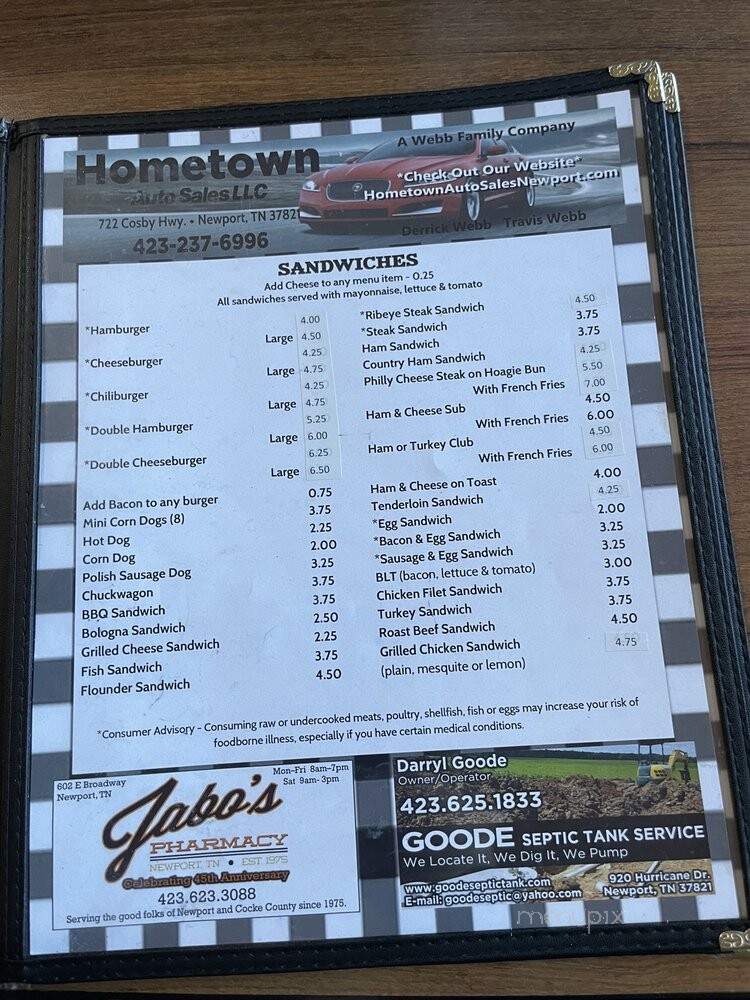 Hometown
Auto Sales LLC
722 Cosby Hwy. • Newport, TN 37821
423-237-6996
A Webb Family Company
*Check Out Our Website*
HometownAutoSalesNewport.com
Derrick Webb Travis Webb
SANDWICHES
Add Cheese to any menu item - 0.25
All sandwiches served with mayonnaise, lettuce & tomato
*Hamburger 4.00
Large 4.50
*Cheeseburger 4.25
Large 4.75
*Chiliburger 4.25
Large 4.75
*Double Hamburger 5.25
Large 6.00
*Double Cheeseburger 6.25
Large 6.50
Add Bacon to any burger 0.75
Mini Corn Dogs (8) 3.75
Hot Dog 2.25
Corn Dog 2.00
Polish Sausage Dog 3.25
Chuckwagon 3.75
BBQ Sandwich 3.75
Bologna Sandwich 2.50
Grilled Cheese Sandwich 2.25
Fish Sandwich 3.75
Flounder Sandwich 4.50
*Ribeye Steak Sandwich 4.50
*Steak Sandwich 3.75
Ham Sandwich 3.75
Country Ham Sandwich 4.25
Philly Cheese Steak on Hoagie Bun 5.50
With French Fries 7.00
Ham & Cheese Sub 4.50
With French Fries 6.00
Ham or Turkey Club 4.50
With French Fries 6.00
Ham & Cheese on Toast 4.00
Tenderloin Sandwich 4.25
*Egg Sandwich 2.00
*Bacon & Egg Sandwich 3.25
*Sausage & Egg Sandwich 3.25
BLT (bacon, lettuce & tomato) 3.00
Chicken Filet Sandwich 3.75
Turkey Sandwich 3.75
Roast Beef Sandwich 4.50
Grilled Chicken Sandwich 4.75
(plain, mesquite or lemon)
*Consumer Advisory - Consuming raw or undercooked meats, poultry, shellfish, fish or eggs may increase your risk of
foodborne illness, especially if you have certain medical conditions.
602 E Broadway
Newport, TN
Mon-Fri 8am-7pm
Sat 9am-3pm
Jabo's
PHARMACY
NEWPORT, TN • EST 1975
Celebrating 45th Anniversary
423.623.3088
Serving the good folks of Newport and Cocke County since 1975.
Darryl Goode
Owner/Operator
423.625.1833
GOODE SEPTIC TANK SERVICE
We Locate It, We Dig It, We Pump
www.goodeseptictank.com
E-mail: goodeseptic@yahoo.com
920 Hurricane Dr.
Newport, TN 37821
menupix